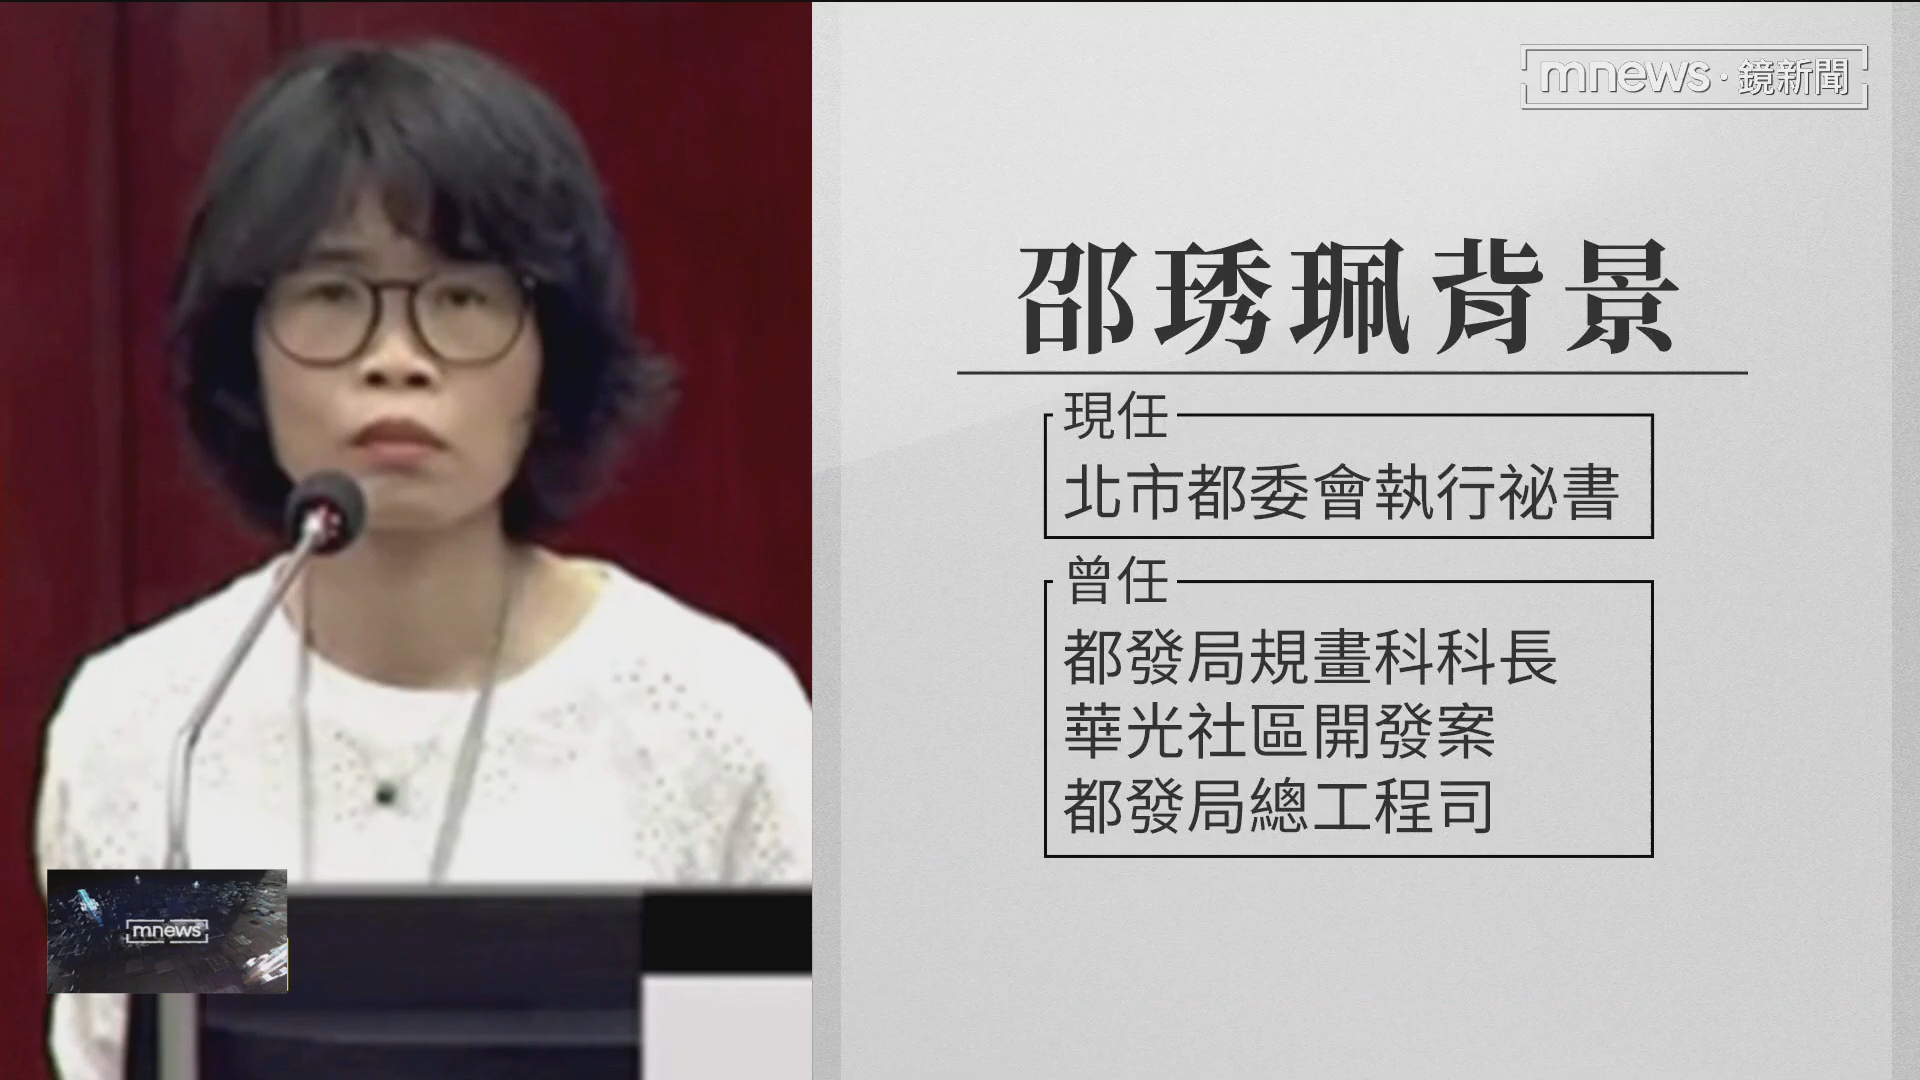 mnews·鏡新聞
邵琇珮背景
現任
北市都委會執行祕書
曾任
都發局規畫科科長
華光社區開發案
都發局總工程司
mnews